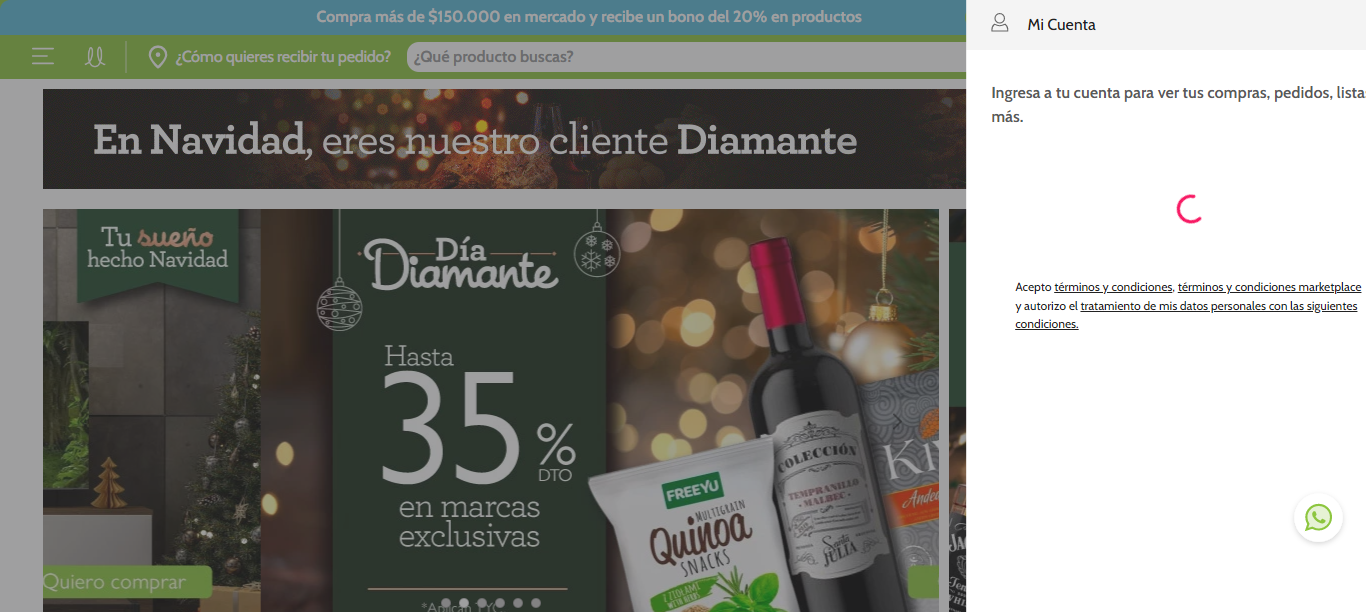 Compra más de $150.000 en mercado y recibe un bono del 20% en productos
¿Cómo quieres recibir tu pedido?
¿Qué producto buscas?
En Navidad, eres nuestro cliente Diamante
Tu sueño
hecho Navidad
Quiero comprar
Día
Diamante
Hasta
35%
DTO
en marcas
exclusivas
*Aplican TYC
FREEYU
MULTIGRAIN
Quinoa
SNACKS
COLECCIÓN
TEMPRANILLO
MALBEC
Santa
JULIA
Mi Cuenta
Ingresa a tu cuenta para ver tus compras, pedidos, listas
más.
Acepto términos y condiciones, términos y condiciones marketplace
y autorizo el tratamiento de mis datos personales con las siguientes
condiciones.